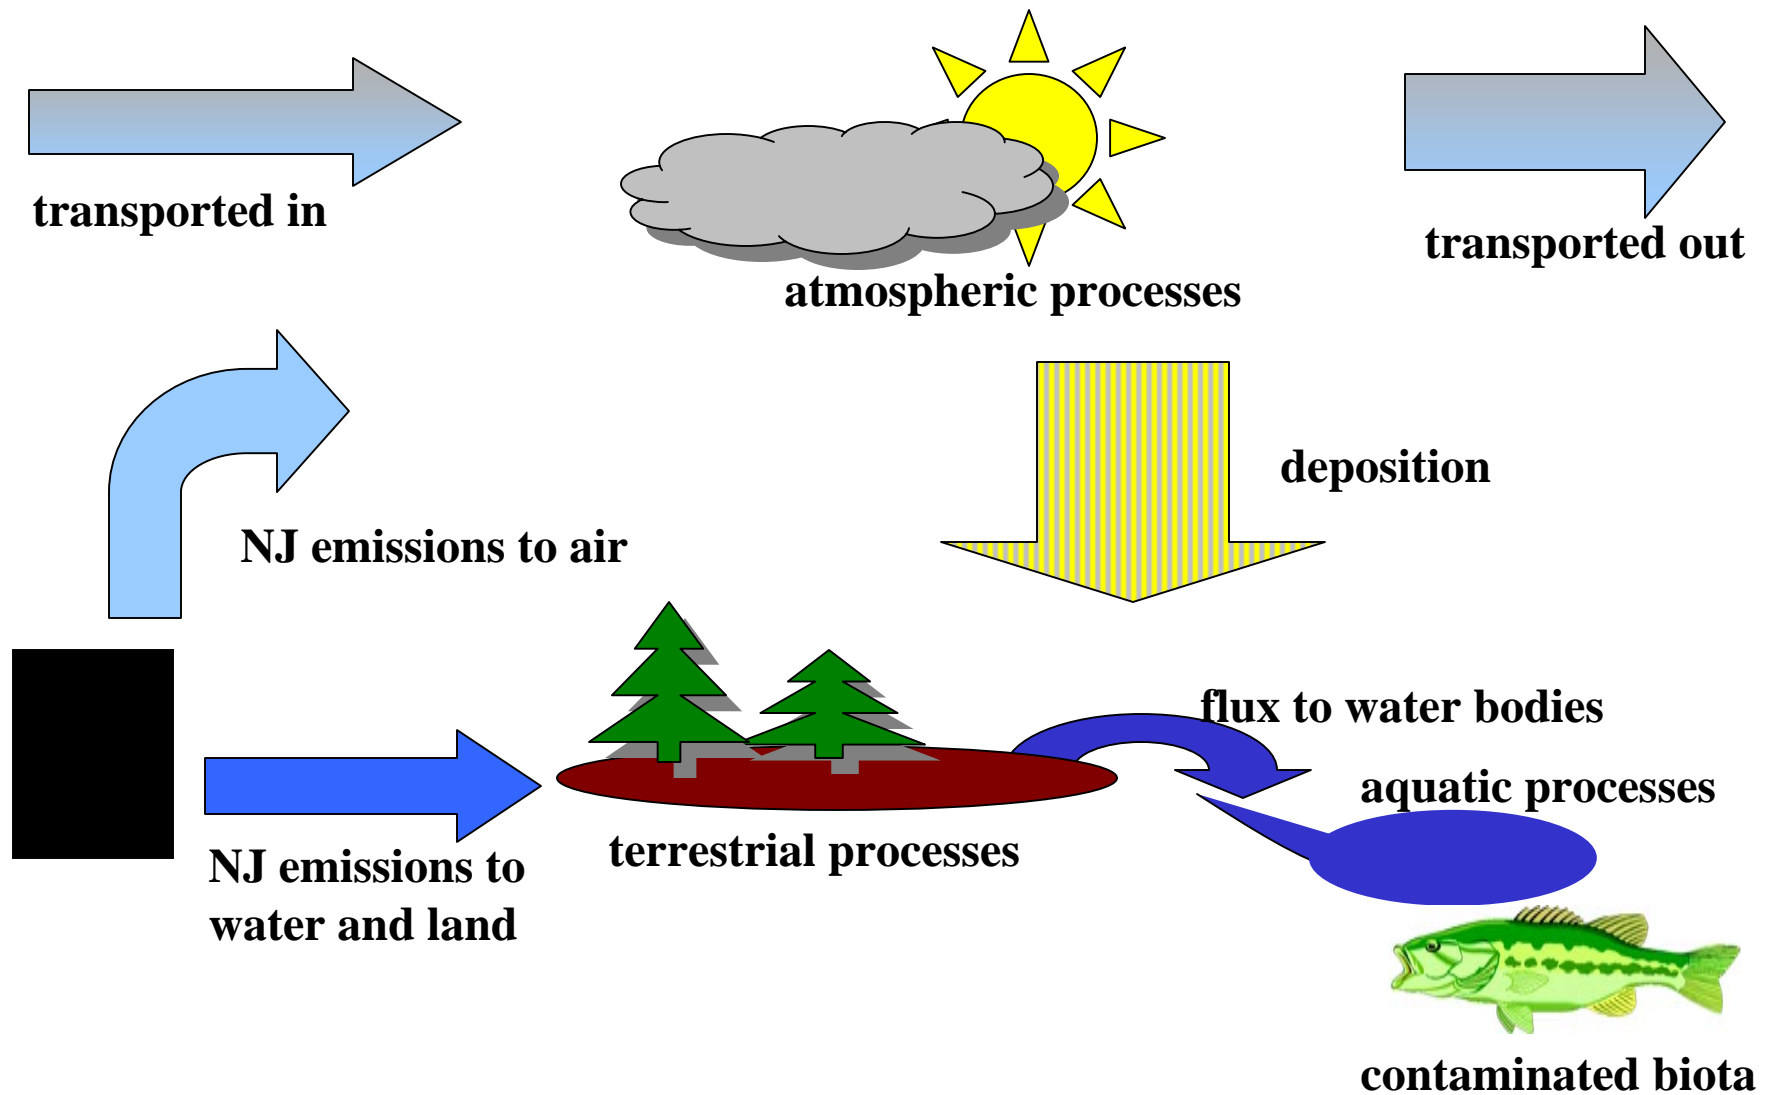 transported in
transported out
atmospheric processes
deposition
NJ emissions to air
flux to water bodies
aquatic processes
terrestrial processes
NJ emissions to
water and land
contaminated biota